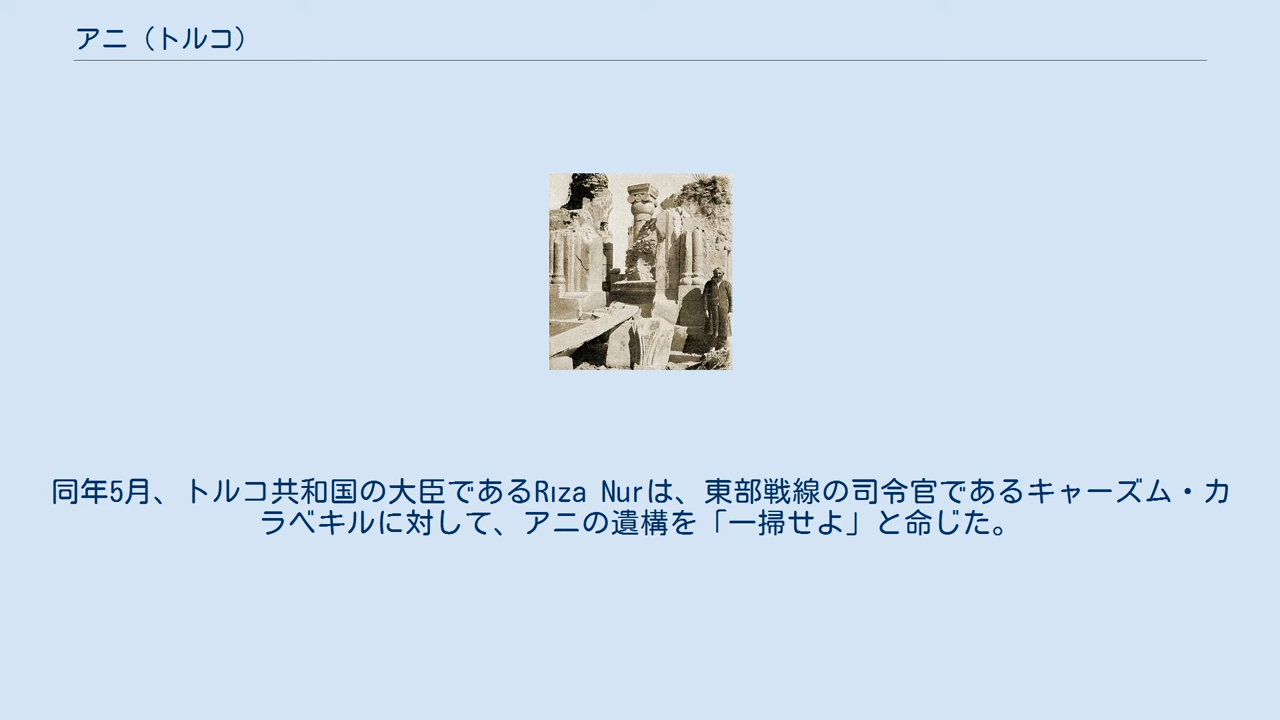 アニ（トルコ）
同年5月、トルコ共和国の大臣であるRıza Nurは、東部戦線の司令官であるキャーズム・カ
ラベキルに対して、アニの遺構を「一掃せよ」と命じた。